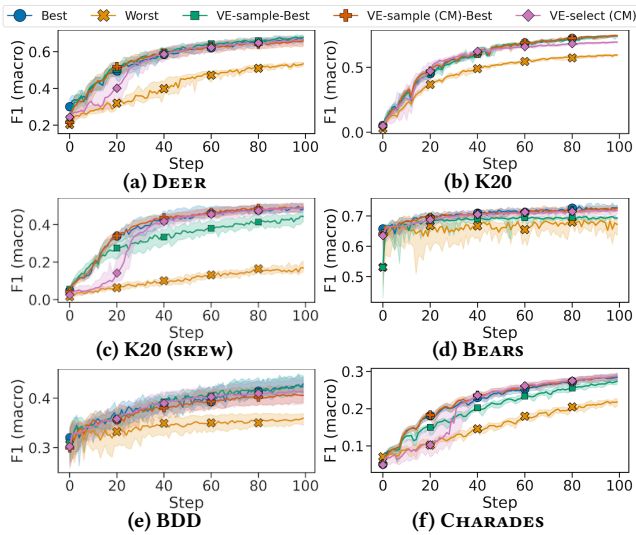 Best Worst VE-sample-Best VE-sample (CM)-Best VE-select (CM)
F1 (macro)
0.6
0.4
0.2
0 20 40 60 80 100
Step
(a) DEER
F1 (macro)
0.5
0.0
0 20 40 60 80 100
Step
(b) K20
F1 (macro)
0.4
0.2
0.0
0 20 40 60 80 100
Step
(c) K20 (SKEW)
F1 (macro)
0.7
0.6
0.5
0 20 40 60 80 100
Step
(d) BEARS
F1 (macro)
0.4
0.3
0 20 40 60 80 100
Step
(e) BDD
F1 (macro)
0.3
0.2
0.1
0 20 40 60 80 100
Step
(f) CHARADES